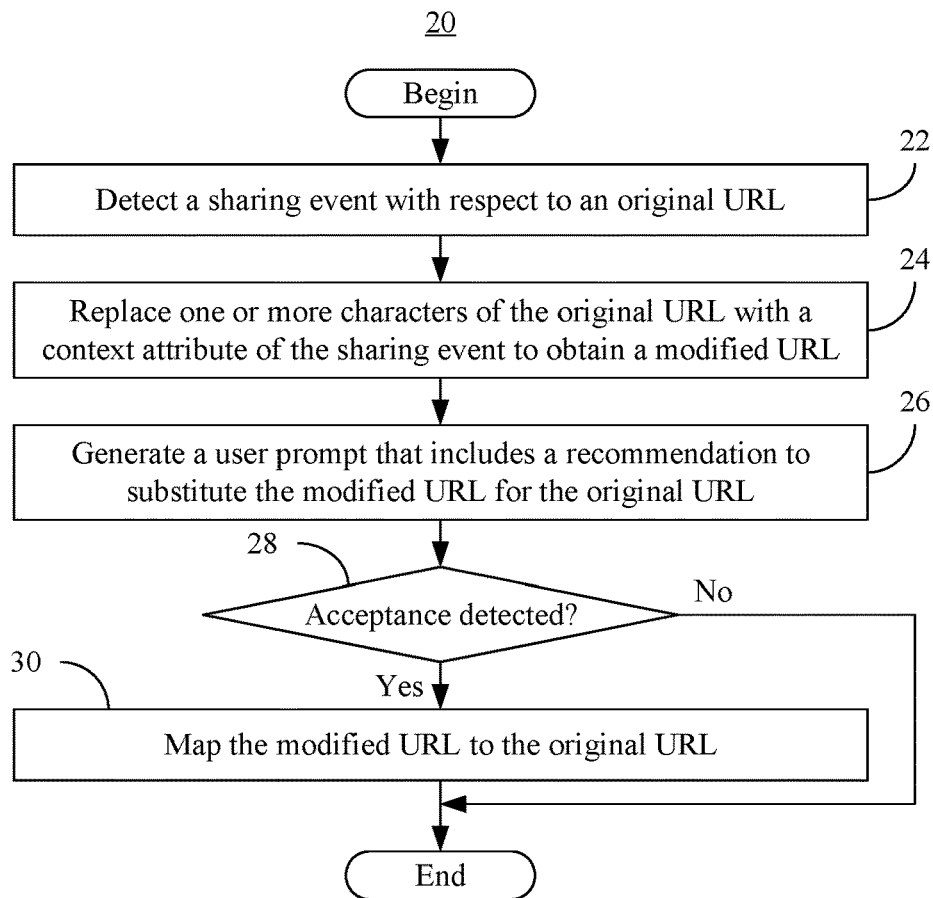 20
Begin
22
Detect a sharing event with respect to an original URL
24
Replace one or more characters of the original URL with a
context attribute of the sharing event to obtain a modified URL
26
Generate a user prompt that includes a recommendation to
substitute the modified URL for the original URL
28
Acceptance detected?
No
Yes
30
Map the modified URL to the original URL
End